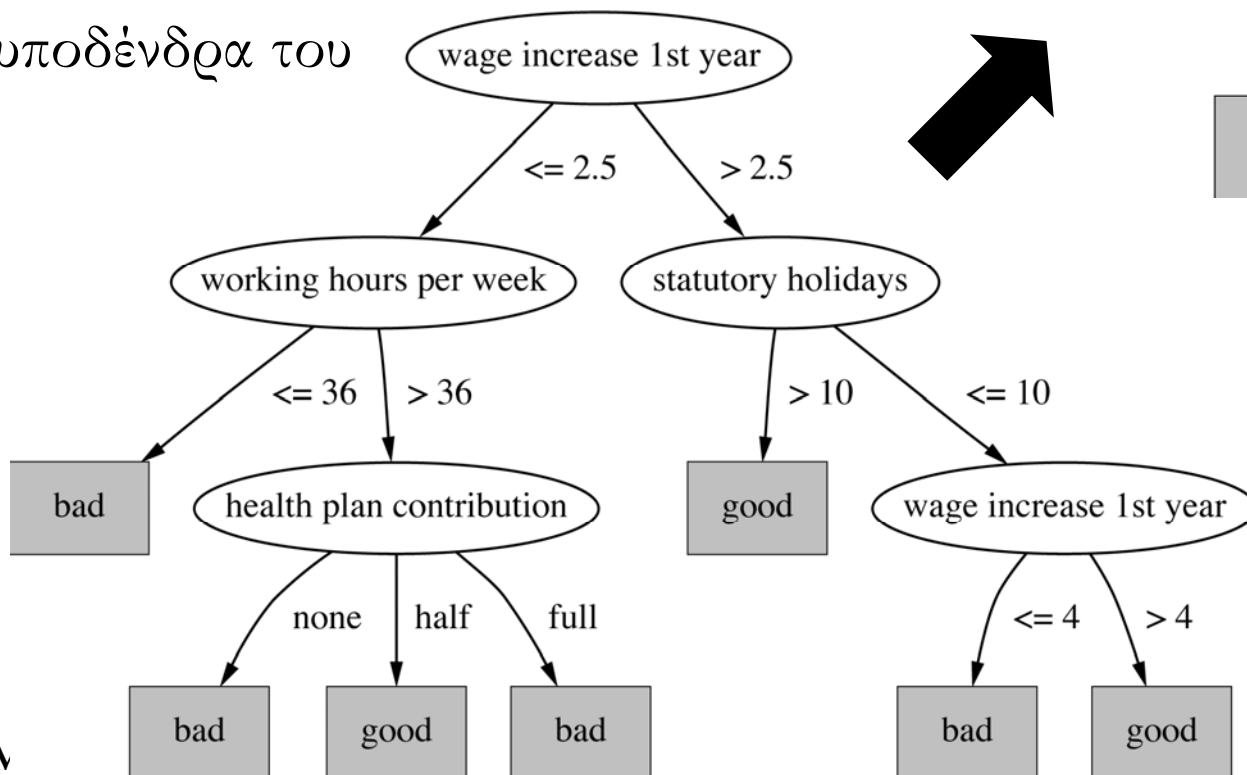 υποδένδρα του
wage increase 1st year
<= 2.5
> 2.5
working hours per week
statutory holidays
<= 36
> 36
> 10
<= 10
bad
health plan contribution
good
wage increase 1st year
none
half
full
<= 4
> 4
bad
good
bad
bad
good